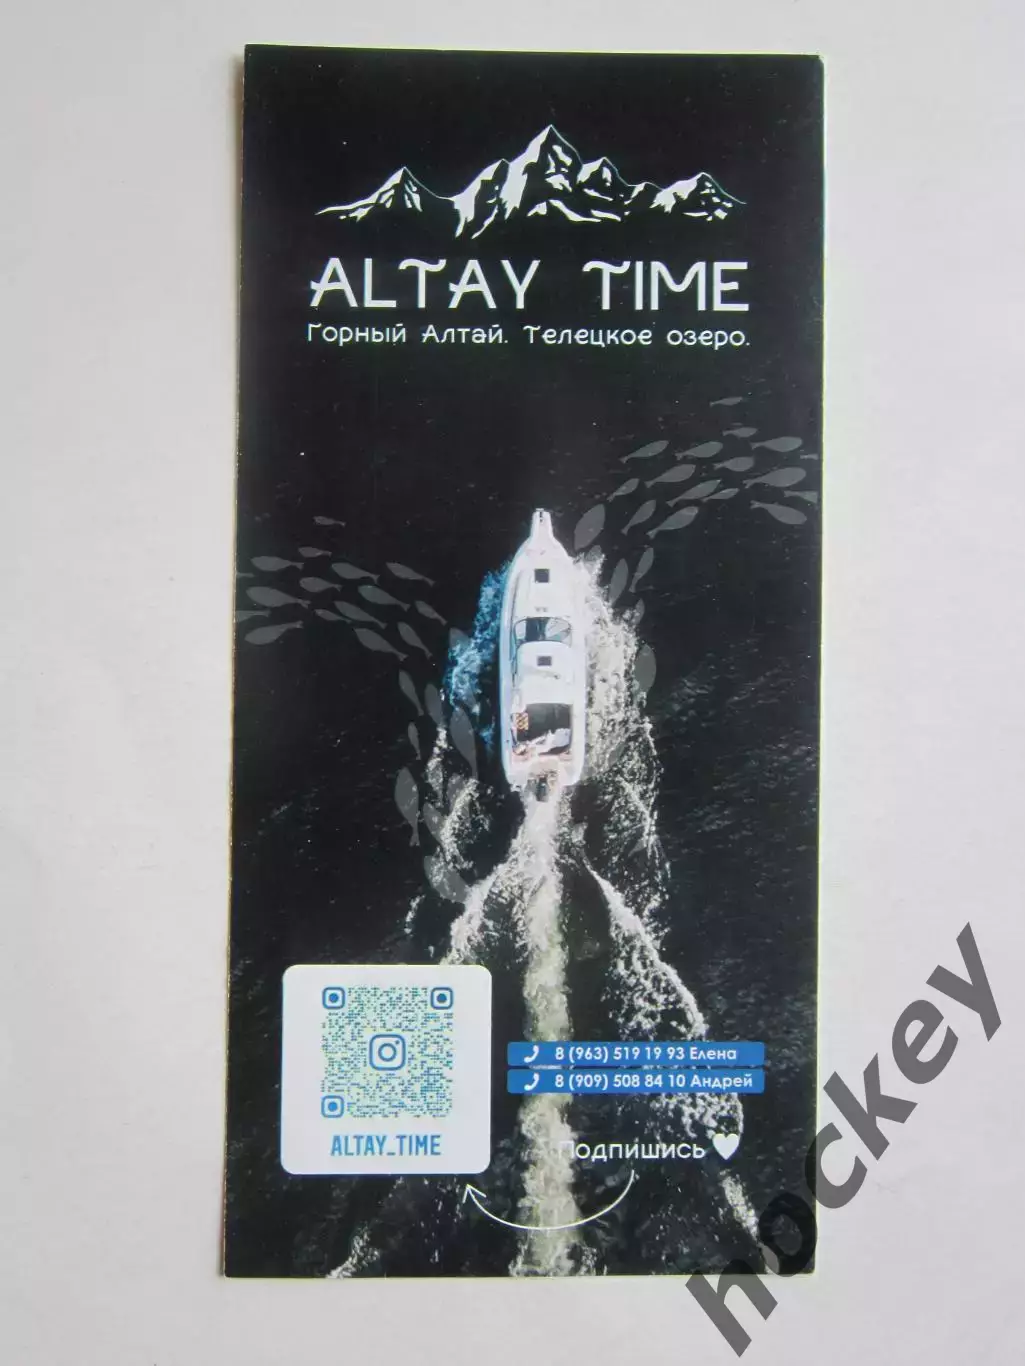 ALTAY TIME
Горный Алтай. Телецкое озеро.
8 (963) 519 19 93 Елена
8 (909) 508 84 10 Андрей
ALTAY_TIME
Подпишись
hockey